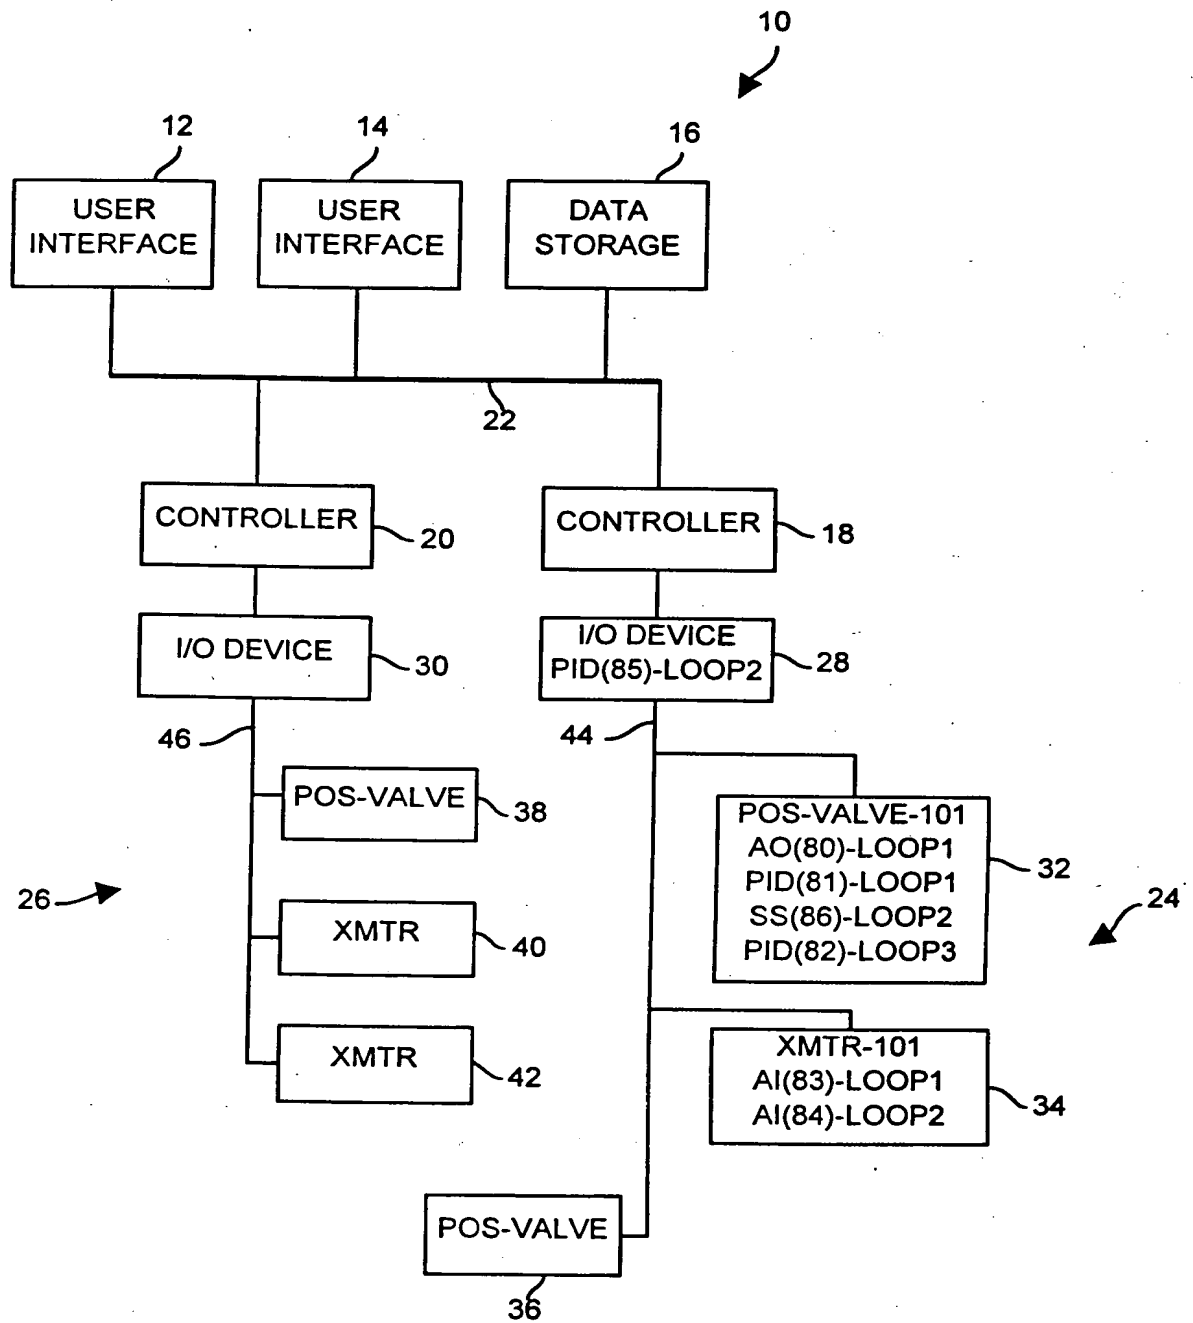 10
12
14
16
USER
INTERFACE
USER
INTERFACE
DATA
STORAGE
22
CONTROLLER
20
CONTROLLER
18
I/O DEVICE
30
I/O DEVICE
PID(85)-LOOP2
28
46
44
POS-VALVE
38
POS-VALVE-101
AO(80)-LOOP1
PID(81)-LOOP1
SS(86)-LOOP2
PID(82)-LOOP3
32
26
24
XMTR
40
XMTR
42
XMTR-101
AI(83)-LOOP1
AI(84)-LOOP2
34
POS-VALVE
36